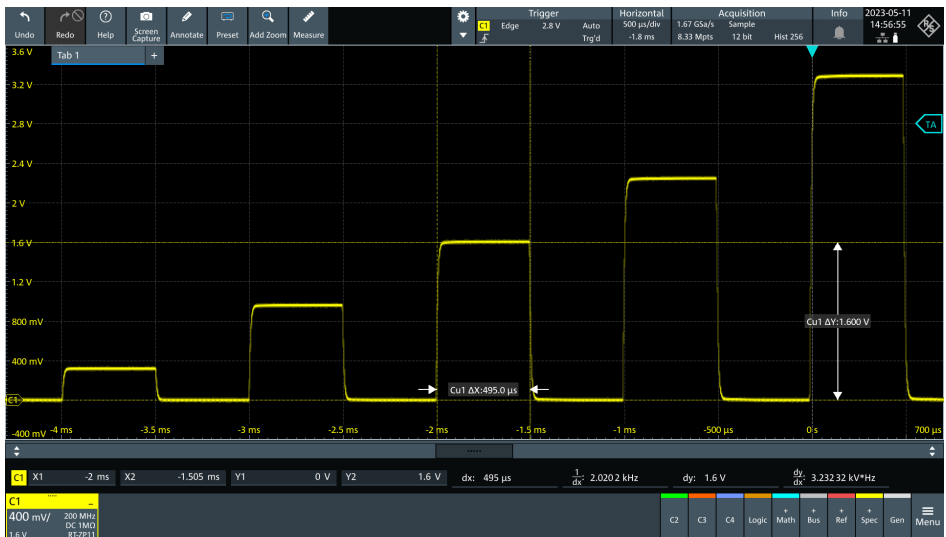 Undo
Redo
Help
Screen
Capture
Annotate
Preset
Add Zoom
Measure
Trigger
C1 Edge 2.8 V Auto
Trg'd
Horizontal
500 µs/div
-1.8 ms
Acquisition
1.67 GSa/s Sample
8.33 Mpts 12 bit Hist 256
Info
2023-05-11
14:56:55
R&S
Tab 1 +
3.6 V
3.2 V
2.8 V
TA
2.4 V
2 V
1.6 V
1.2 V
800 mV
Cu1 ΔY:1.600 V
400 mV
Cu1 ΔX:495.0 µs
C1
-400 mV -4 ms -3.5 ms -3 ms -2.5 ms -2 ms -1.5 ms -1 ms -500 µs 0 s 700 µs
C1 X1 -2 ms X2 -1.505 ms Y1 0 V Y2 1.6 V dx: 495 µs 1/dx: 2.0202 kHz dy: 1.6 V dy/dx: 3.23232 kV*Hz
C1
400 mV/ 200 MHz
DC 1MΩ
1.6 V RT-ZP11
C2
C3
C4
Logic
+ Math
+ Bus
+ Ref
+ Spec
Gen
Menu